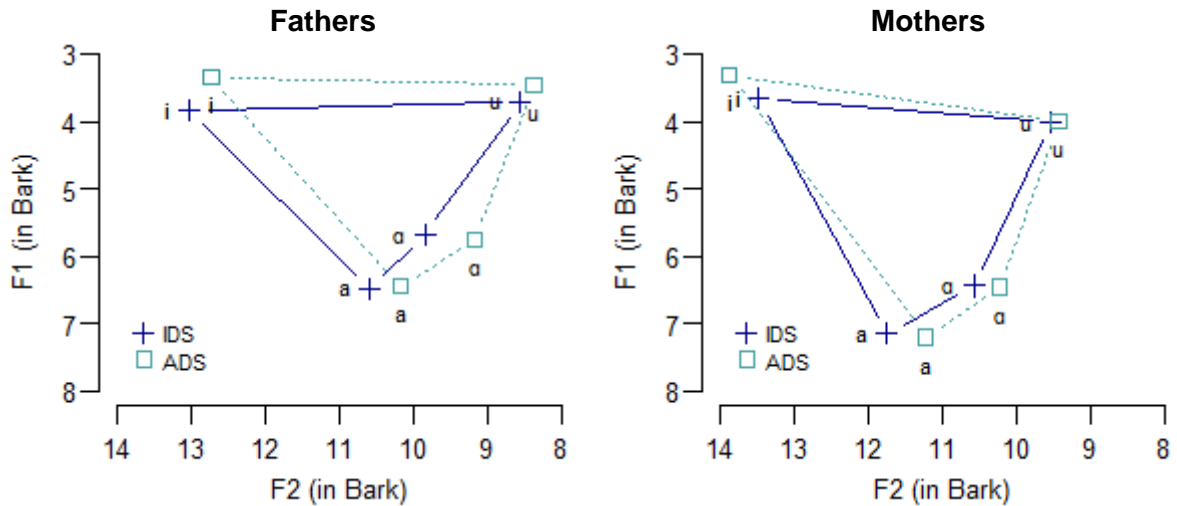 Fathers
3
4
5
6
7
8
F1 (in Bark)
i
i
u
u
ɑ
ɑ
a
a
IDS
ADS
14 13 12 11 10 9 8
F2 (in Bark)
Mothers
3
4
5
6
7
8
F1 (in Bark)
i
i
u
u
ɑ
ɑ
a
a
IDS
ADS
14 13 12 11 10 9 8
F2 (in Bark)